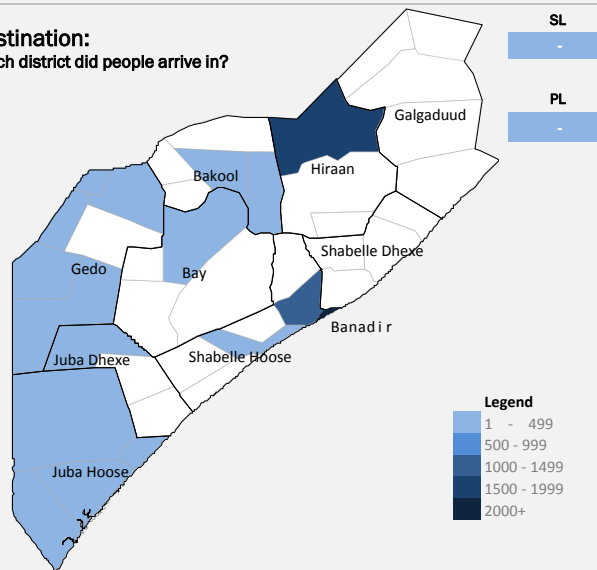 stination:
ch district did people arrive in?
SL
-
PL
-
Galgaduud
Hiraan
Bakool
Shabelle Dhexe
Gedo
Bay
Banadir
Juba Dhexe
Shabelle Hoose
Juba Hoose
Legend
1 - 499
500 - 999
1000 - 1499
1500 - 1999
2000+